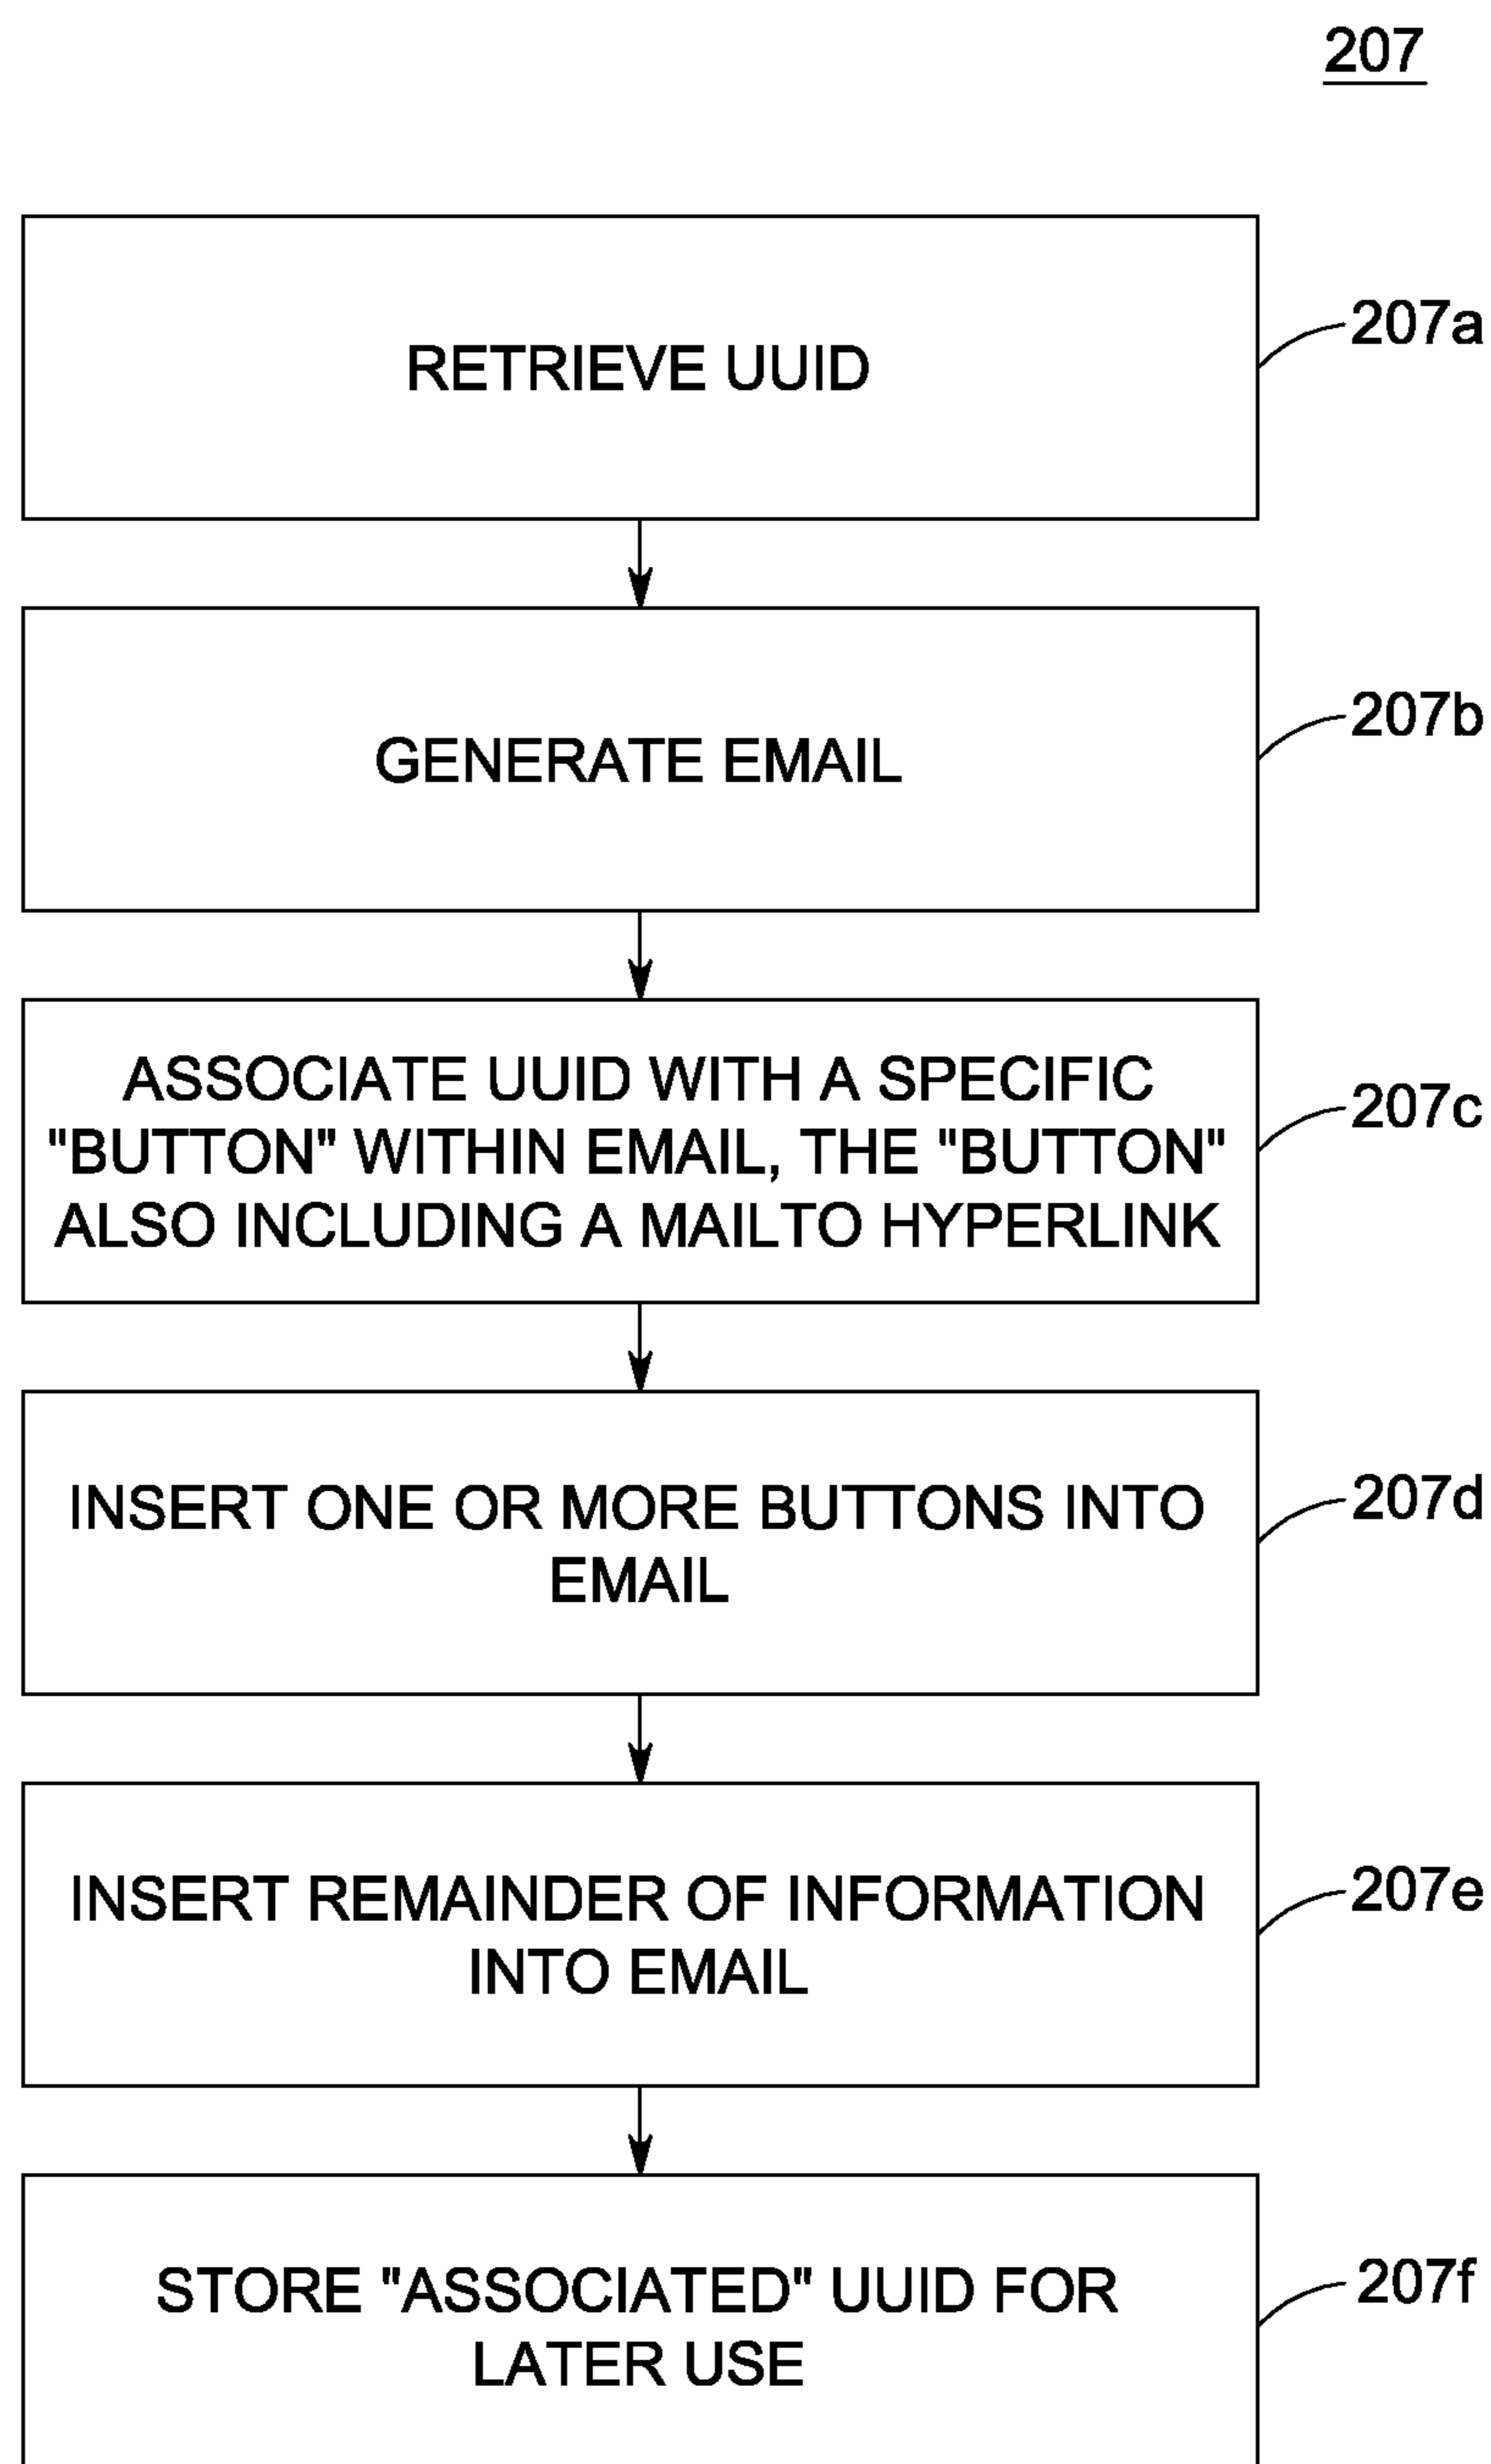 207
RETRIEVE UUID
207a
GENERATE EMAIL
207b
ASSOCIATE UUID WITH A SPECIFIC
"BUTTON" WITHIN EMAIL, THE "BUTTON"
ALSO INCLUDING A MAILTO HYPERLINK
207c
INSERT ONE OR MORE BUTTONS INTO
EMAIL
207d
INSERT REMAINDER OF INFORMATION
INTO EMAIL
207e
STORE "ASSOCIATED" UUID FOR
LATER USE
207f